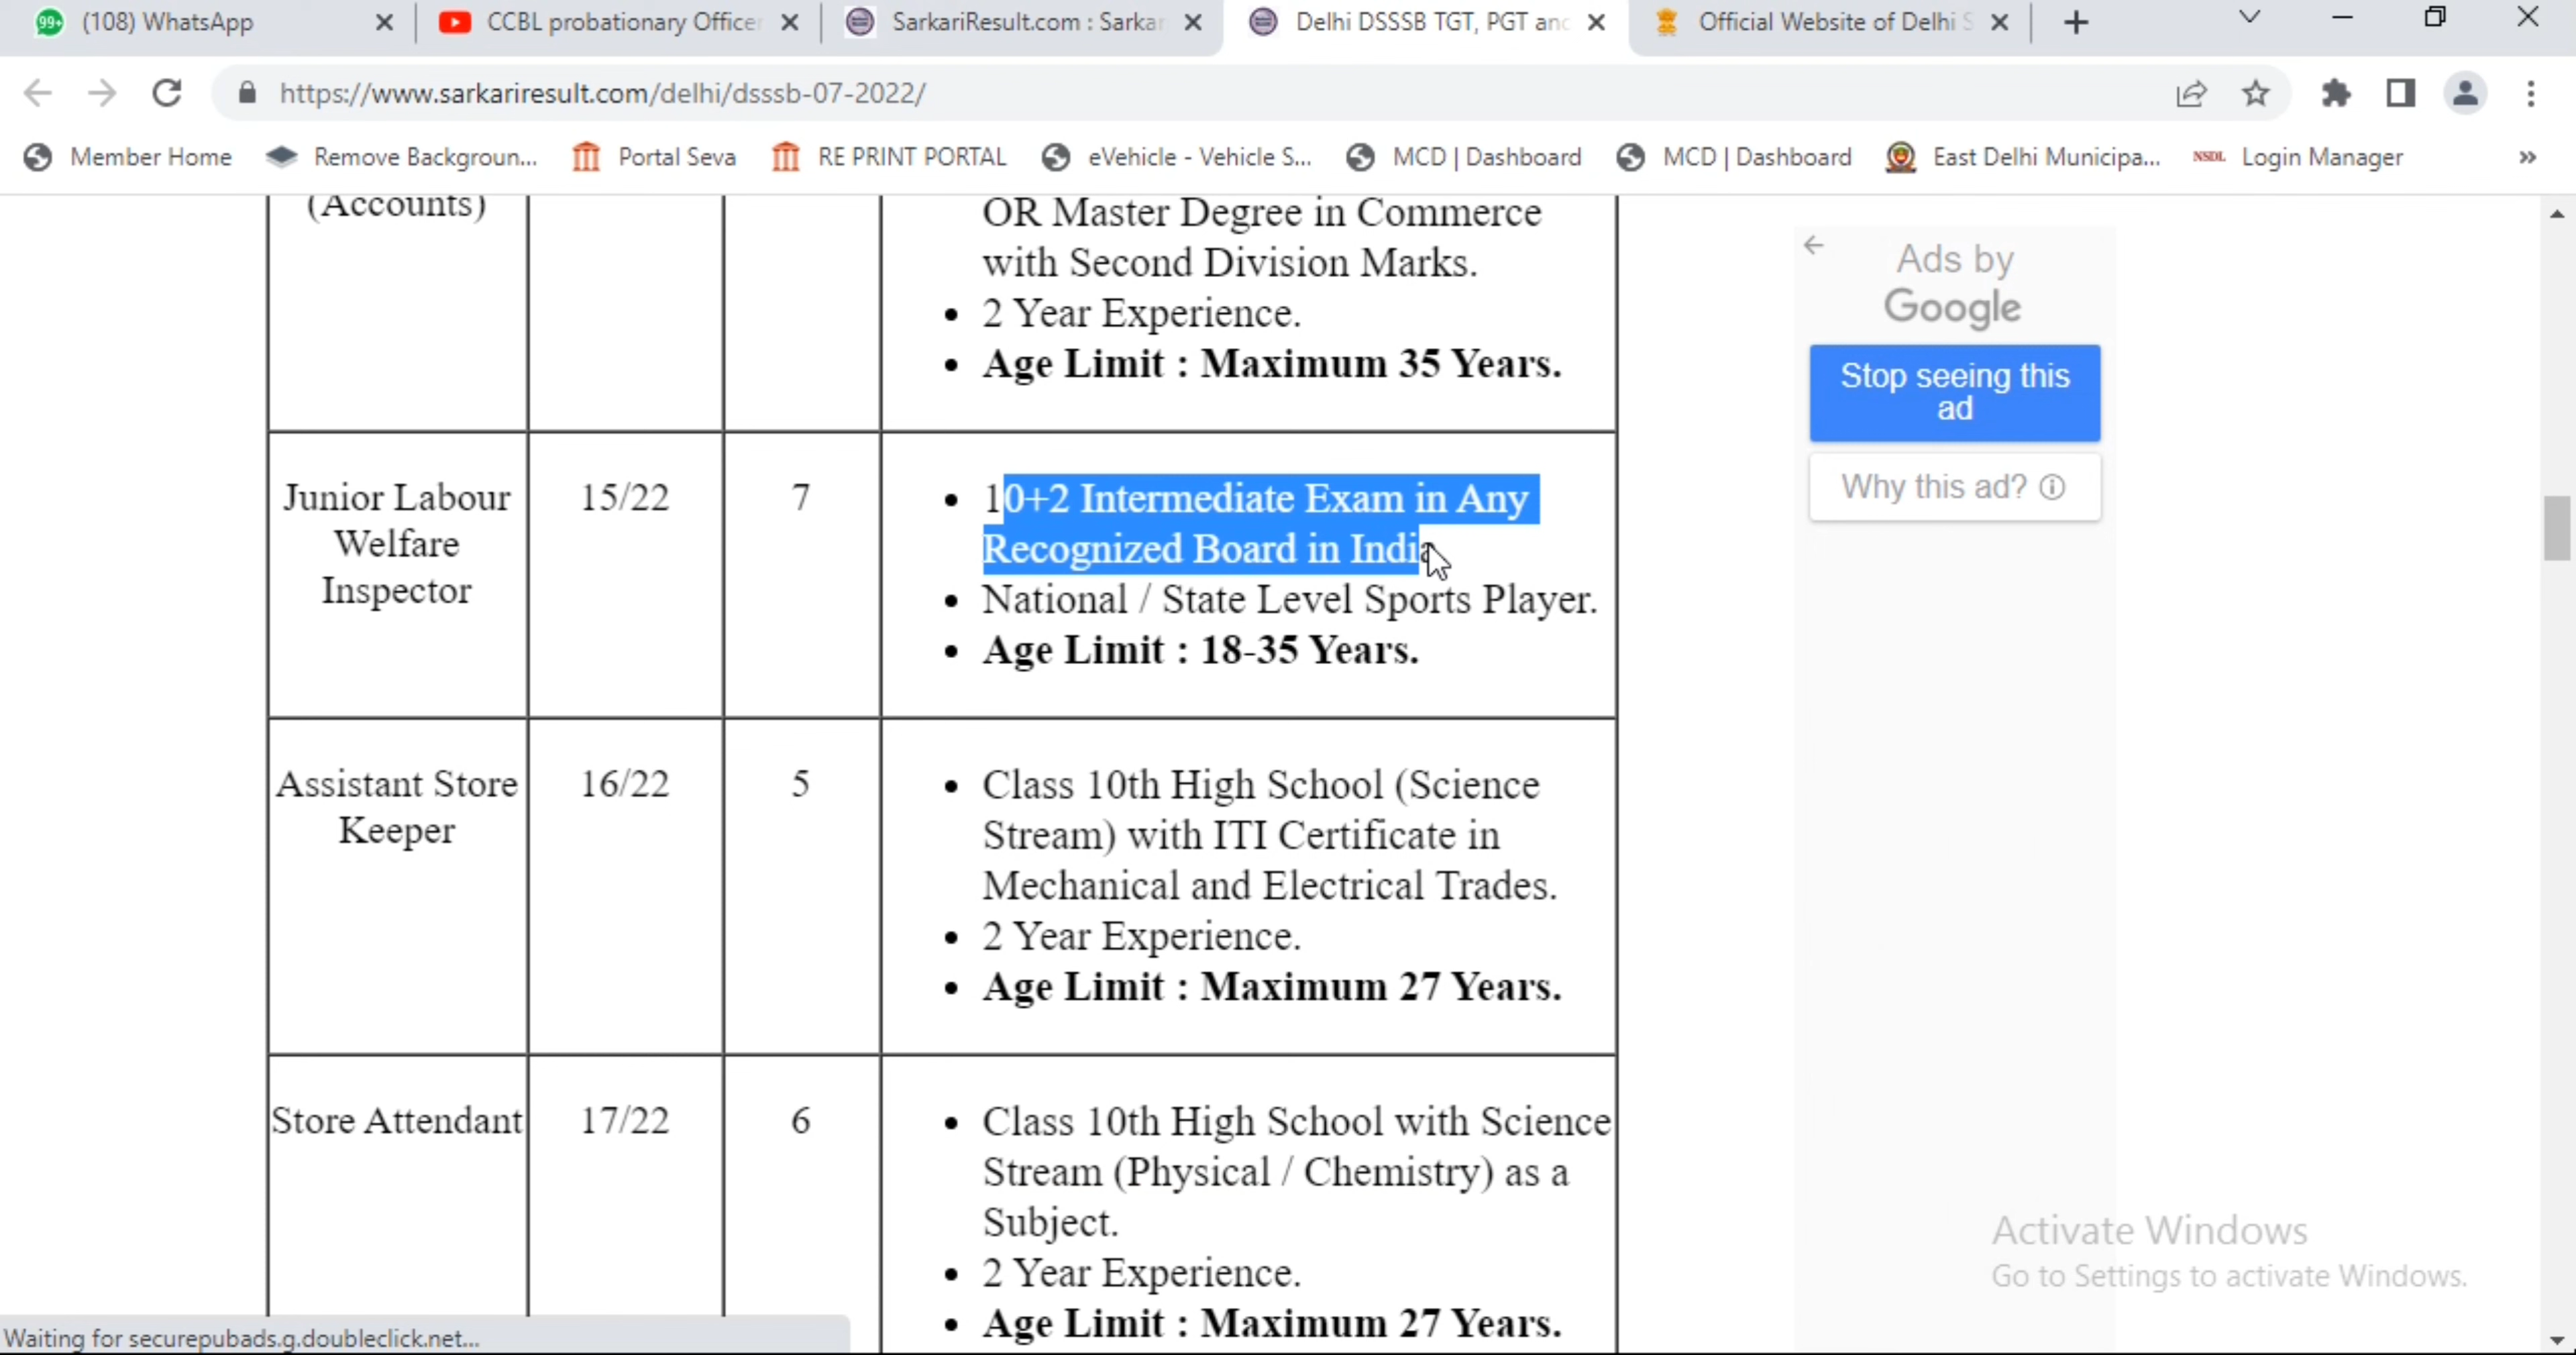 99+ (108) WhatsApp
CCBL probationary Officer
SarkariResult.com : Sarkar
Delhi DSSSB TGT, PGT and
Official Website of Delhi S
https://www.sarkariresult.com/delhi/dsssb-07-2022/
Member Home
Remove Backgroun...
Portal Seva
RE PRINT PORTAL
eVehicle - Vehicle S...
MCD | Dashboard
MCD | Dashboard
East Delhi Municipa...
NSDL Login Manager
»
(Accounts)
OR Master Degree in Commerce
with Second Division Marks.
• 2 Year Experience.
• Age Limit : Maximum 35 Years.
Junior Labour
Welfare
Inspector
15/22
7
• 10+2 Intermediate Exam in Any
Recognized Board in India
• National / State Level Sports Player.
• Age Limit : 18-35 Years.
Assistant Store
Keeper
16/22
5
• Class 10th High School (Science
Stream) with ITI Certificate in
Mechanical and Electrical Trades.
• 2 Year Experience.
• Age Limit : Maximum 27 Years.
Store Attendant
17/22
6
• Class 10th High School with Science
Stream (Physical / Chemistry) as a
Subject.
• 2 Year Experience.
• Age Limit : Maximum 27 Years.
Ads by
Google
Stop seeing this
ad
Why this ad?
Activate Windows
Go to Settings to activate Windows.
Waiting for securepubads.g.doubleclick.net...